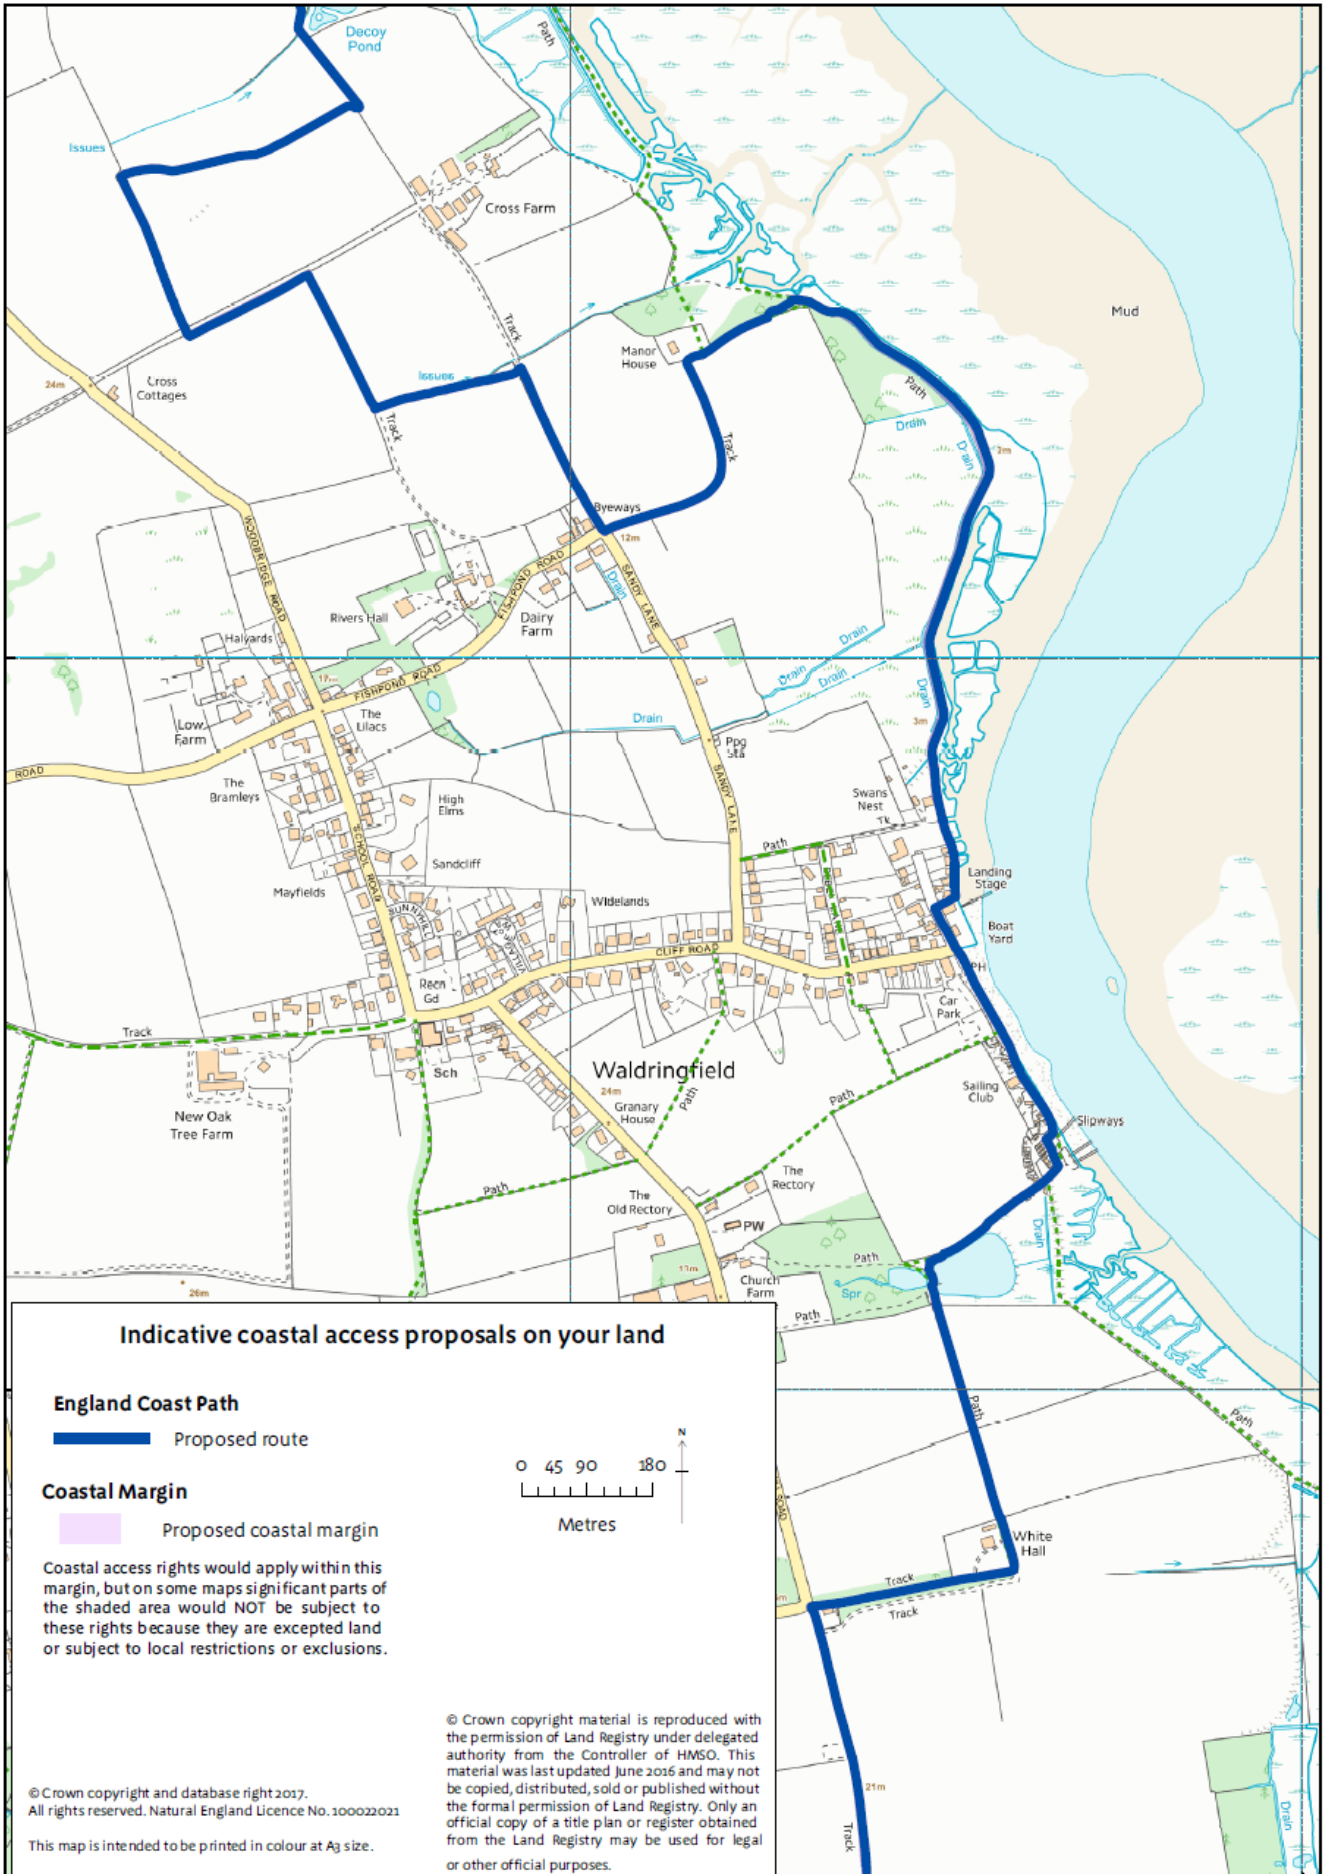 Decoy
Pond
Path
Issues
Cross Farm
Mud
Track
Manor
House
Issues
24m
Cross
Cottages
Path
Drain
Track
Track
Drain
2m
Byeways
12m
WOODBRIDGE ROAD
FISHPOND ROAD
Drain
SANDY LANE
Rivers Hall
Dairy
Farm
Halyards
Drain
17m
FISHPOND ROAD
Drain
Drain
Drain
The
Lilacs
Drain
3m
Low
Farm
Ppg
Sta
ROAD
The
Bramleys
High
Elms
SANDY LANE
Swans
Nest
Tk
Path
SCHOOL ROAD
Sandcliff
Landing
Stage
Mayfields
Widelands
SUNNYHILL
Boat
Yard
CLIFF ROAD
PH
Recn
Gd
Car
Park
Track
Waldringfield
Sch
24m
Path
Sailing
Club
Path
Granary
House
Slipways
New Oak
Tree Farm
Path
The
Rectory
The
Old Rectory
PW
Drain
Path
13m
Church
Farm
Spr
26m
Path
Indicative coastal access proposals on your land
England Coast Path
Proposed route
Coastal Margin
Proposed coastal margin
Coastal access rights would apply within this
margin, but on some maps significant parts of
the shaded area would NOT be subject to
these rights because they are excepted land
or subject to local restrictions or exclusions.
N
0 45 90 180
Metres
© Crown copyright and database right 2017.
All rights reserved. Natural England Licence No. 100022021
This map is intended to be printed in colour at A3 size.
© Crown copyright material is reproduced with
the permission of Land Registry under delegated
authority from the Controller of HMSO. This
material was last updated June 2016 and may not
be copied, distributed, sold or published without
the formal permission of Land Registry. Only an
official copy of a title plan or register obtained
from the Land Registry may be used for legal
or other official purposes.
Path
Path
ROAD
White
Hall
Track
Track
21m
Track
Drain